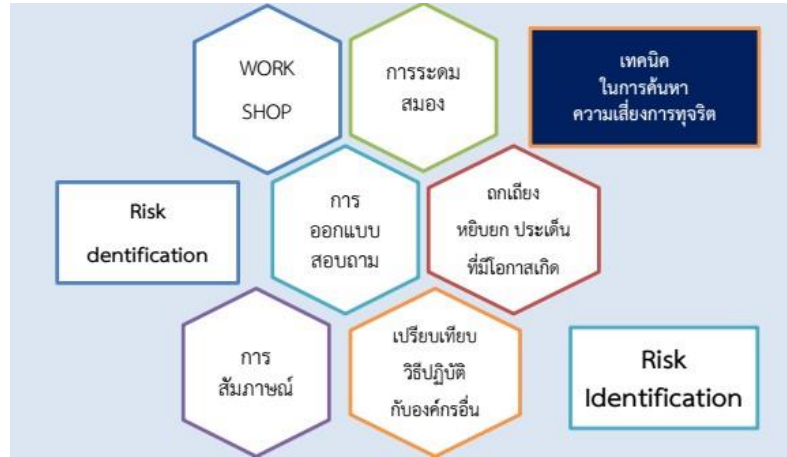 WORK
SHOP
การระดม
สมอง
เทคนิค
ในการค้นหา
ความเสี่ยงการทุจริต
Risk
dentification
การ
ออกแบบ
สอบถาม
ถกเถียง
หยิบยก ประเด็น
ที่มีโอกาสเกิด
การ
สัมภาษณ์
เปรียบเทียบ
วิธีปฏิบัติ
กับองค์กรอื่น
Risk
Identification